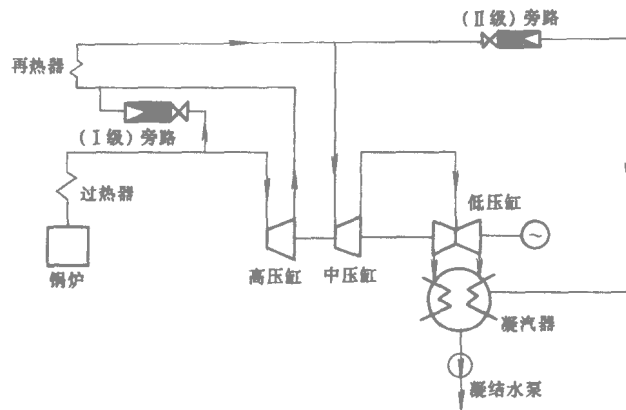 (Ⅱ级)旁路
再热器
(Ⅰ级)旁路
过热器
低压缸
~
锅炉
高压缸
中压缸
凝汽器
凝结水泵